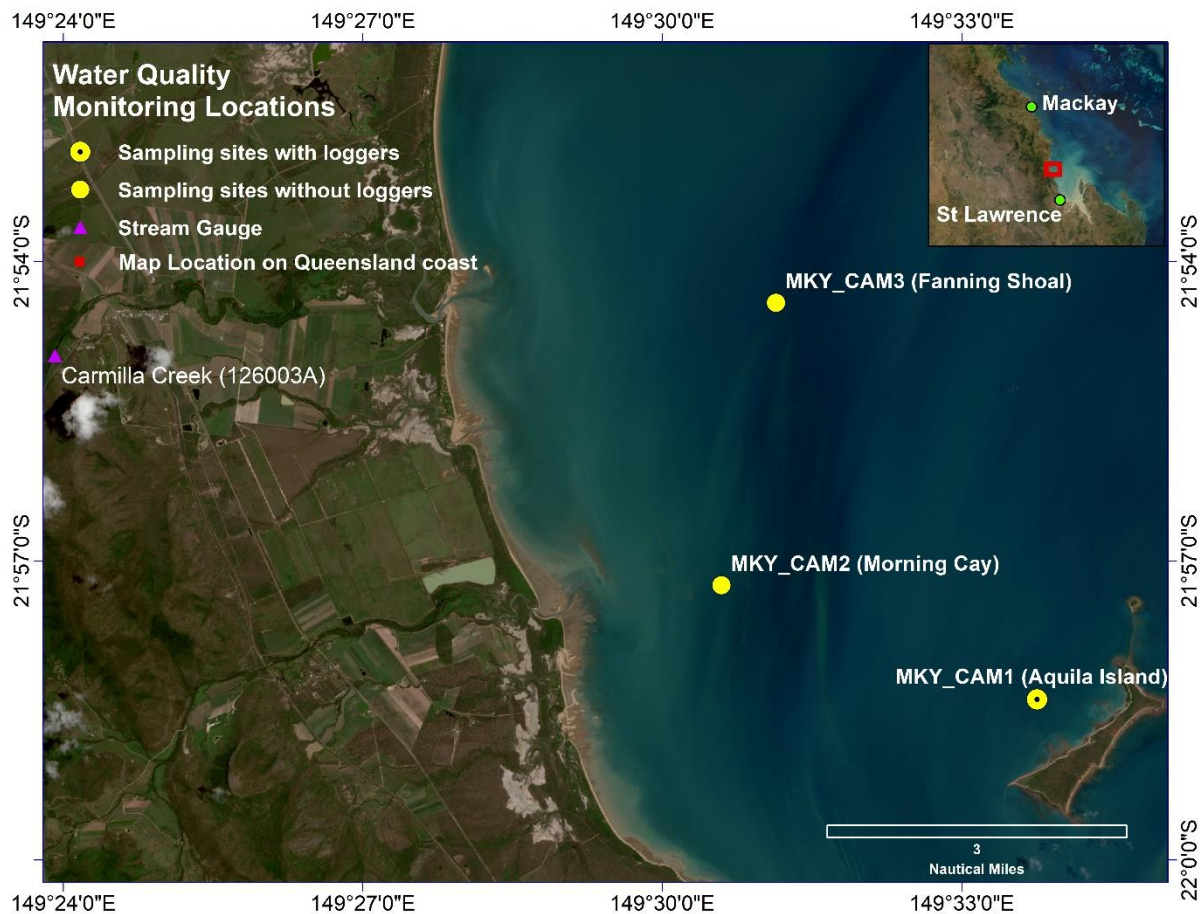 149°24'0"E
149°27'0"E
149°30'0"E
149°33'0"E
Water Quality
Monitoring Locations
Sampling sites with loggers
Sampling sites without loggers
Stream Gauge
Map Location on Queensland coast
Mackay
St Lawrence
21°54'0"S
21°54'0"S
MKY_CAM3 (Fanning Shoal)
Carmilla Creek (126003A)
21°57'0"S
21°57'0"S
MKY_CAM2 (Morning Cay)
MKY_CAM1 (Aquila Island)
3
Nautical Miles
22°0'0"S
149°24'0"E
149°27'0"E
149°30'0"E
149°33'0"E